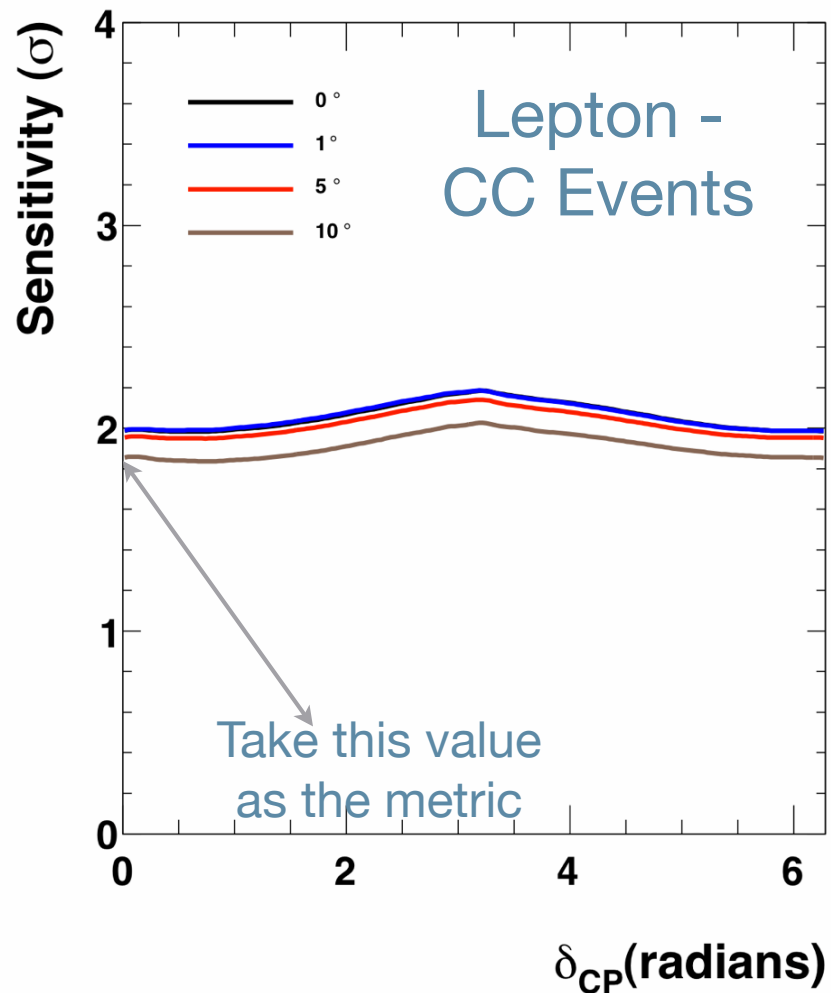 Sensitivity (σ)
4
3
2
1
0
0 °
1 °
5 °
10 °
Lepton -
CC Events
Take this value
as the metric
0
2
4
6
δCP(radians)